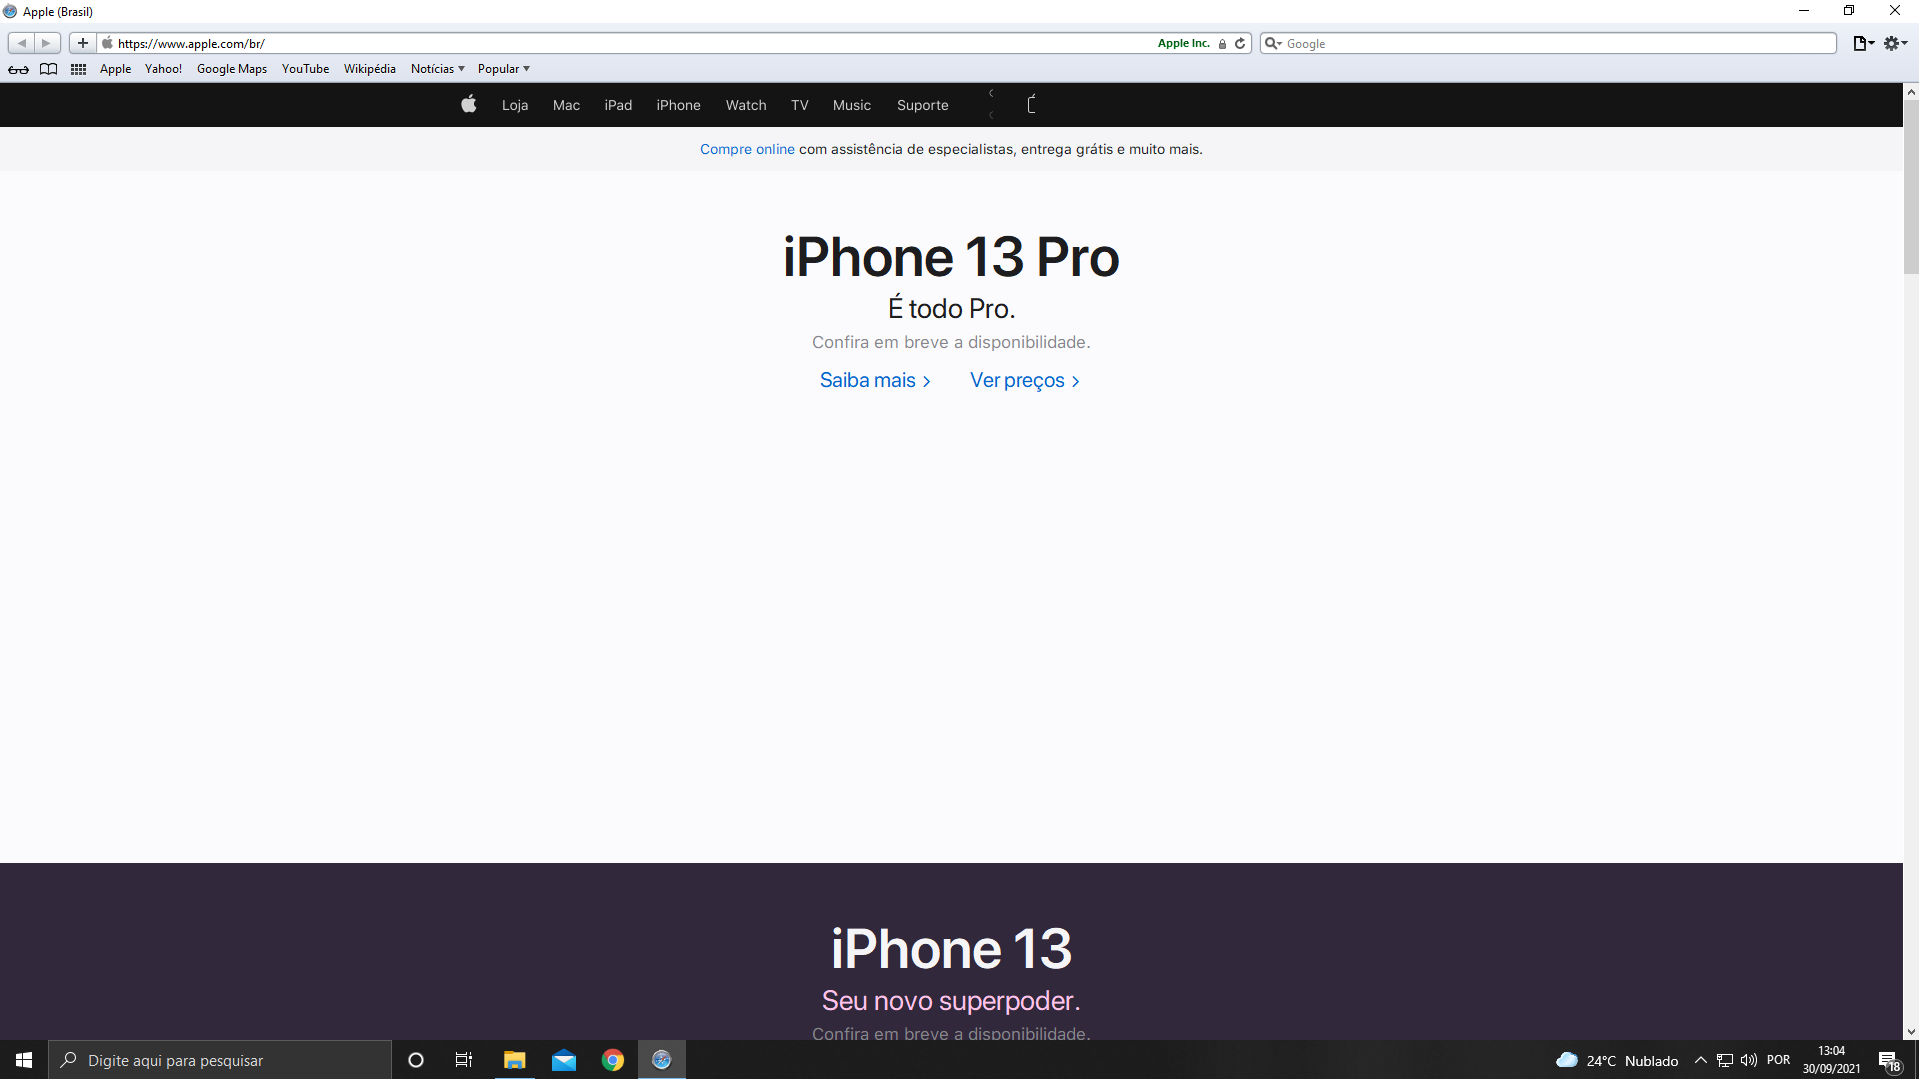 Apple (Brasil)
https://www.apple.com/br/
Apple Inc.
Google
Apple Yahoo! Google Maps YouTube Wikipédia Notícias Popular
Loja Mac iPad iPhone Watch TV Music Suporte
Compre online com assistência de especialistas, entrega grátis e muito mais.
iPhone 13 Pro
É todo Pro.
Confira em breve a disponibilidade.
Saiba mais > Ver preços >
iPhone 13
Seu novo superpoder.
Confira em breve a disponibilidade.
Digite aqui para pesquisar
24°C Nublado
POR
13:04
30/09/2021
18